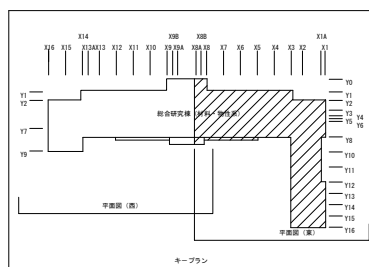 X14 X9B X8B X1A
X16 X15 X13A X13 X12 X11 X10 X9 X9A X8A X8 X7 X6 X5 X4 X3 X2 X1
Y0
Y1 Y1
Y2 Y2
Y3 Y4
Y5 Y6
総合研究棟(材料・物性系)
Y7 Y8
Y9 Y10
Y11
Y12
Y13
平面図(西) Y14
Y15
平面図(東) Y16
キープラン